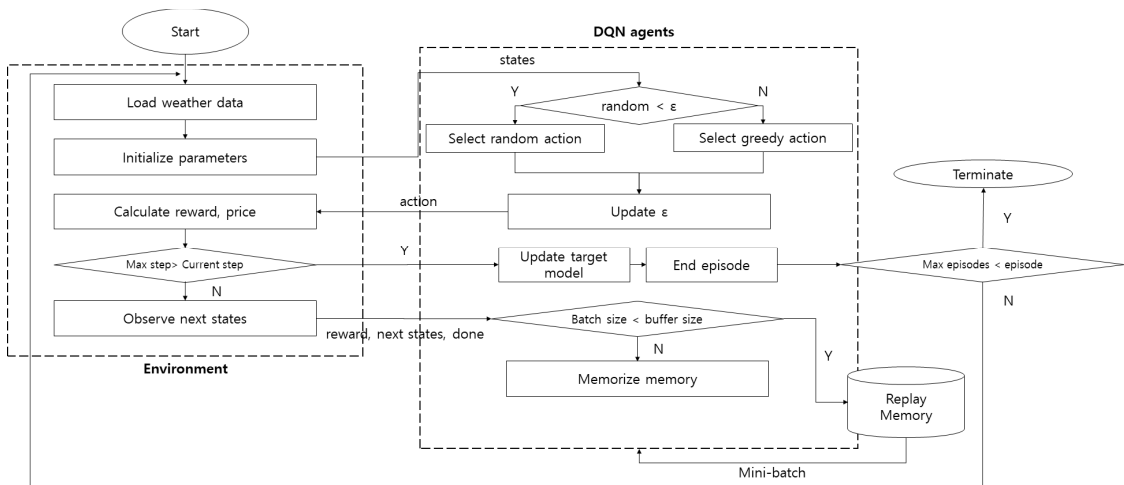 Start
DQN agents
states
Y
N
random < ε
Load weather data
Select random action
Select greedy action
Initialize parameters
Terminate
action
Calculate reward, price
Update ε
Y
Y
Update target
model
End episode
Max step> Current step
Max episodes < episode
N
N
Observe next states
Batch size < buffer size
reward, next states, done
Y
N
Environment
Memorize memory
Replay
Memory
Mini-batch